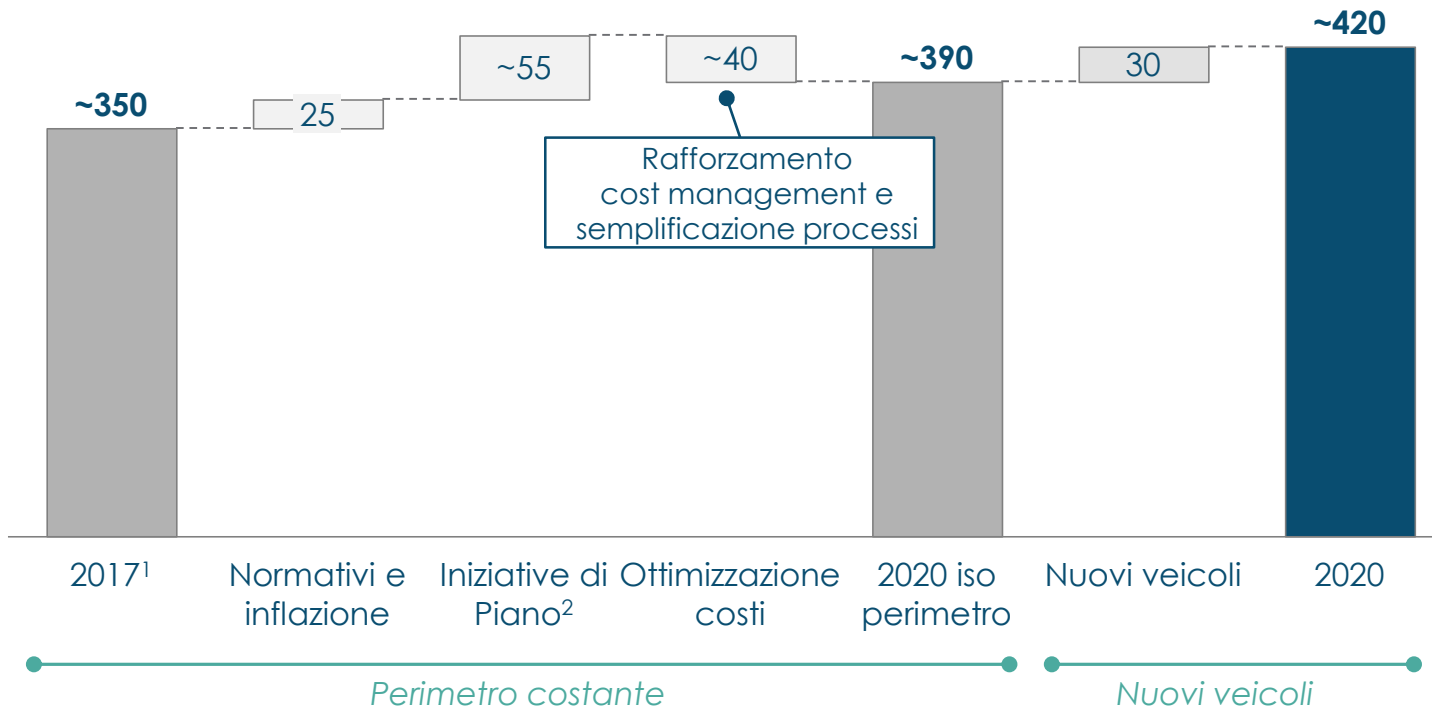 ~350
25
~55
~40
~390
30
~420
Rafforzamento
cost management e
semplificazione processi
2017¹
Normativi e
inflazione
Iniziative di
Piano²
Ottimizzazione
costi
2020 iso
perimetro
Nuovi veicoli
2020
Perimetro costante
Nuovi veicoli